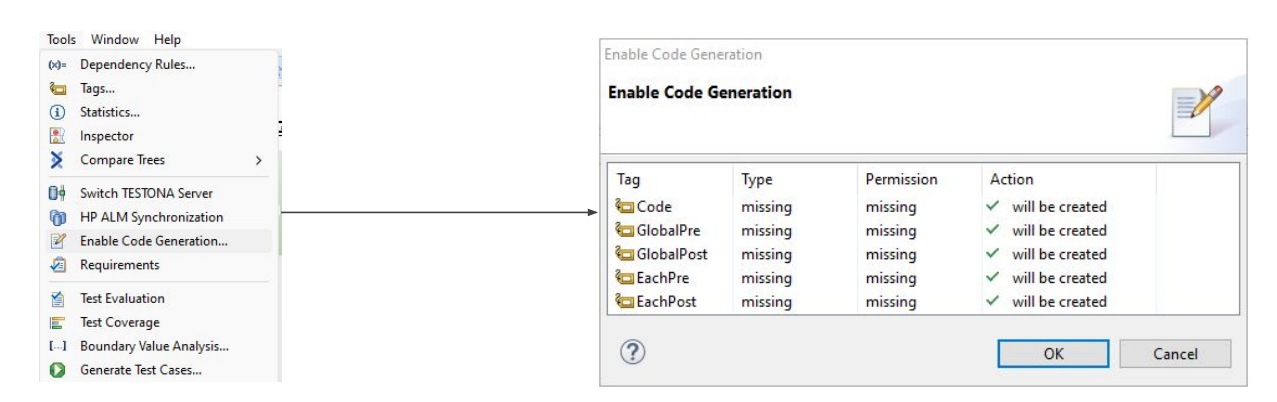 Tools Window Help
(x)= Dependency Rules...
Tags...
Statistics...
Inspector
Compare Trees >
Switch TESTONA Server
HP ALM Synchronization
Enable Code Generation...
Requirements
Test Evaluation
Test Coverage
[...] Boundary Value Analysis...
Generate Test Cases...
Enable Code Generation
Enable Code Generation
Tag Type Permission Action
Code missing missing ✓ will be created
GlobalPre missing missing ✓ will be created
GlobalPost missing missing ✓ will be created
EachPre missing missing ✓ will be created
EachPost missing missing ✓ will be created
? OK Cancel